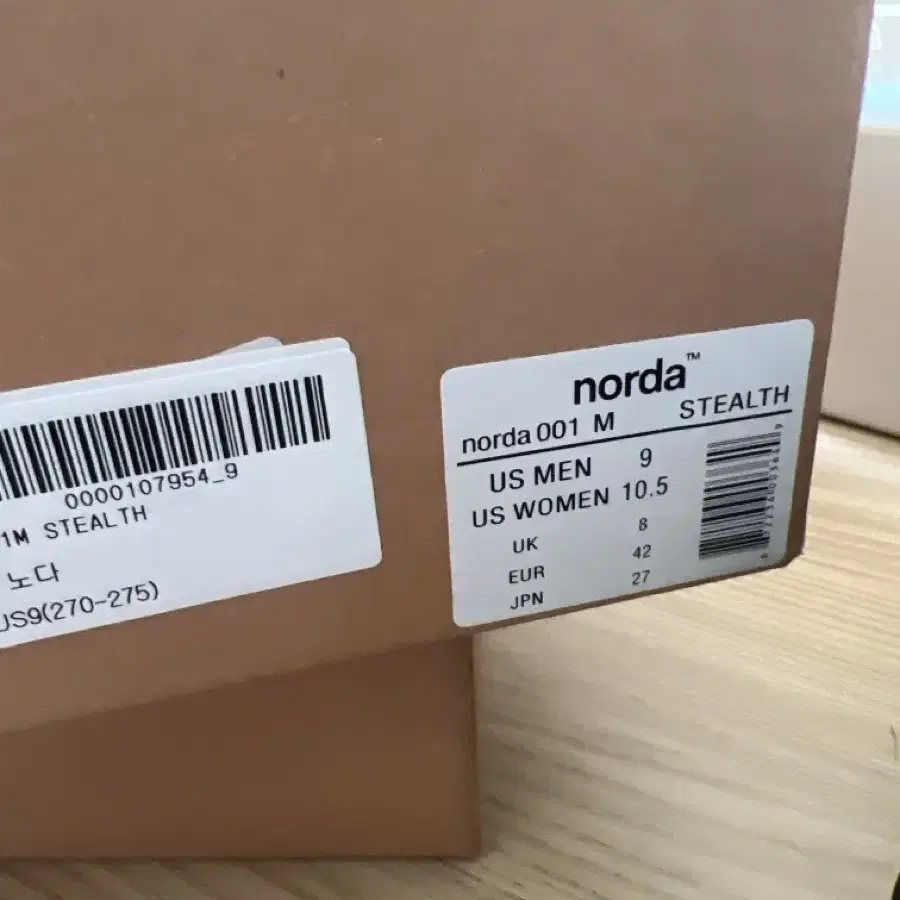 0000107954_9
1M STEALTH
노다
US9(270-275)
norda™
norda 001 M STEALTH
US MEN 9
US WOMEN 10.5
UK 8
EUR 42
JPN 27